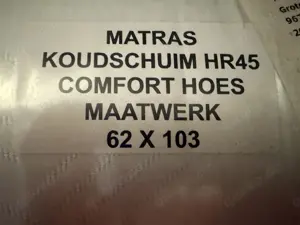 MATRAS
KOUDSCHUIM HR45
COMFORT HOES
MAATWERK
62 X 103